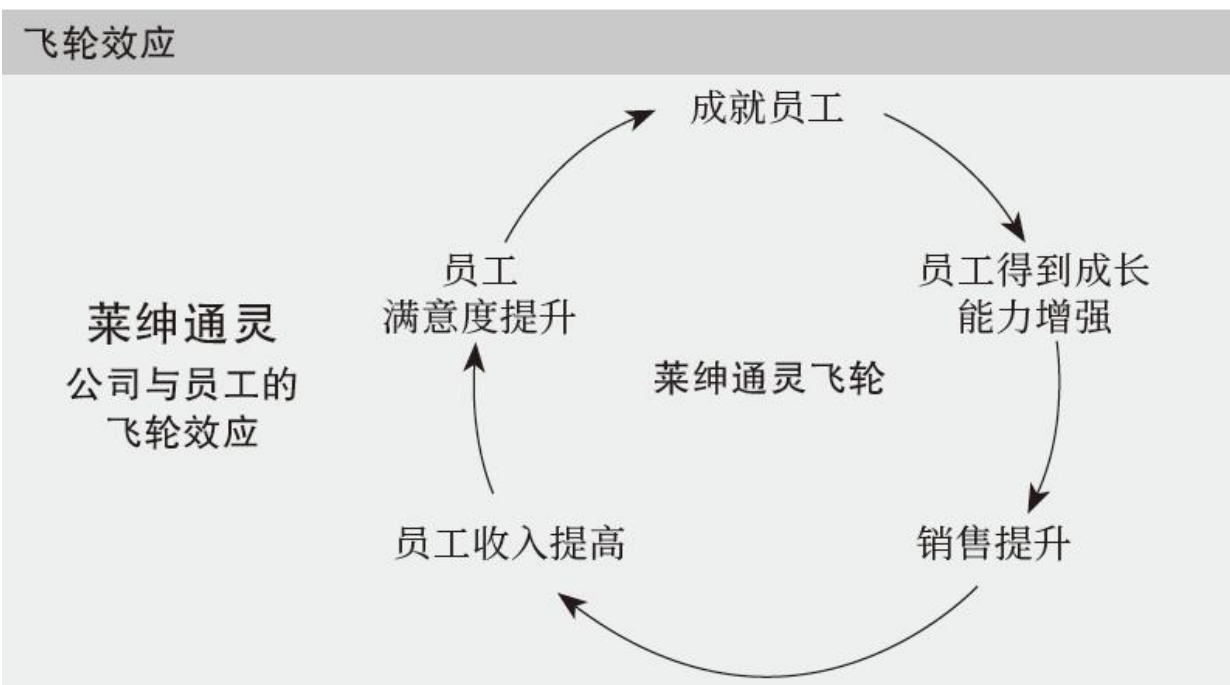 飞轮效应
成就员工
员工得到成长
能力增强
销售提升
员工收入提高
员工
满意度提升
莱绅通灵飞轮
莱绅通灵
公司与员工的
飞轮效应